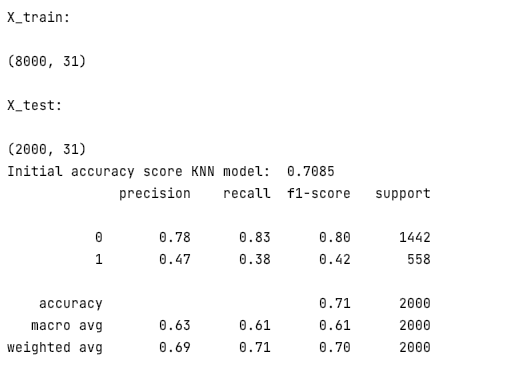 X_train:
(8000, 31)
X_test:
(2000, 31)
Initial accuracy score KNN model:  0.7085
              precision    recall  f1-score   support
           0       0.78      0.83      0.80      1442
           1       0.47      0.38      0.42       558
    accuracy                           0.71      2000
   macro avg       0.63      0.61      0.61      2000
weighted avg       0.69      0.71      0.70      2000